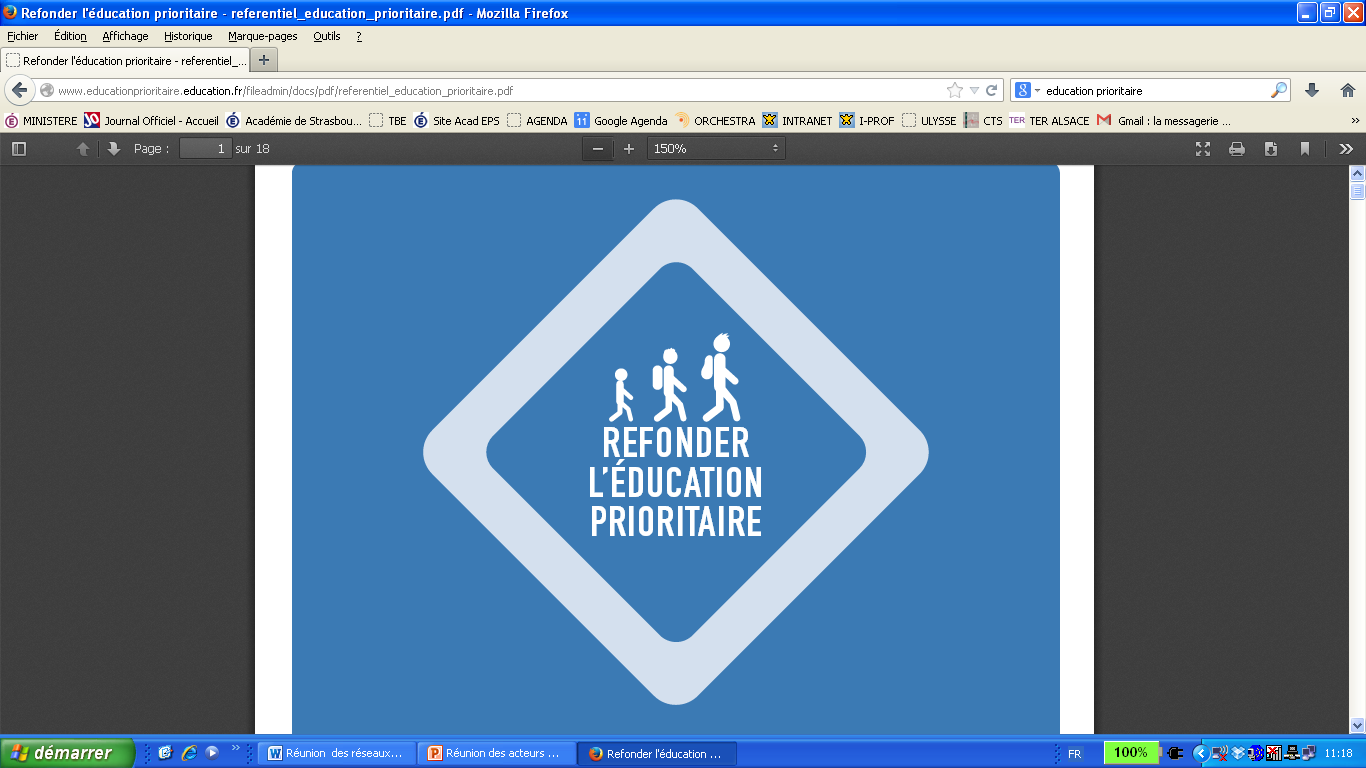 Refonder l'éducation prioritaire - referentiel_education_prioritaire.pdf - Mozilla Firefox
Fichier Édition Affichage Historique Marque-pages Outils ?
Refonder l'éducation prioritaire - referentiel_...
www.educationprioritaire.education.fr/fileadmin/docs/pdf/referentiel_education_prioritaire.pdf
education prioritaire
MINISTERE Journal Officiel - Accueil Académie de Strasbou... TBE Site Acad EPS AGENDA Google Agenda ORCHESTRA INTRANET I-PROF ULYSSE CTS TER ALSACE Gmail : la messagerie ...
Page : 1 sur 18 150%
REFONDER
L'ÉDUCATION
PRIORITAIRE
démarrer Réunion des réseaux... Réunion des acteurs ... Refonder l'éducation ... FR 100% 11:18